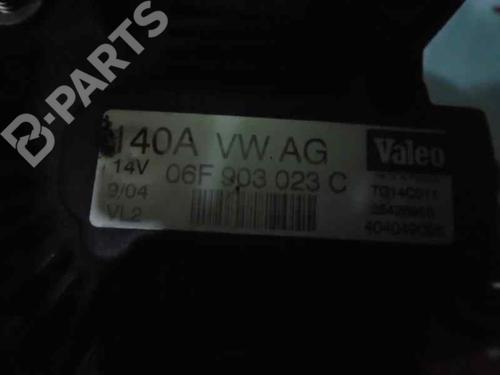 B-PARTS
140A VW.AG
14V 06F 903 023 C
9/04
VL2
Valeo
TG14C011